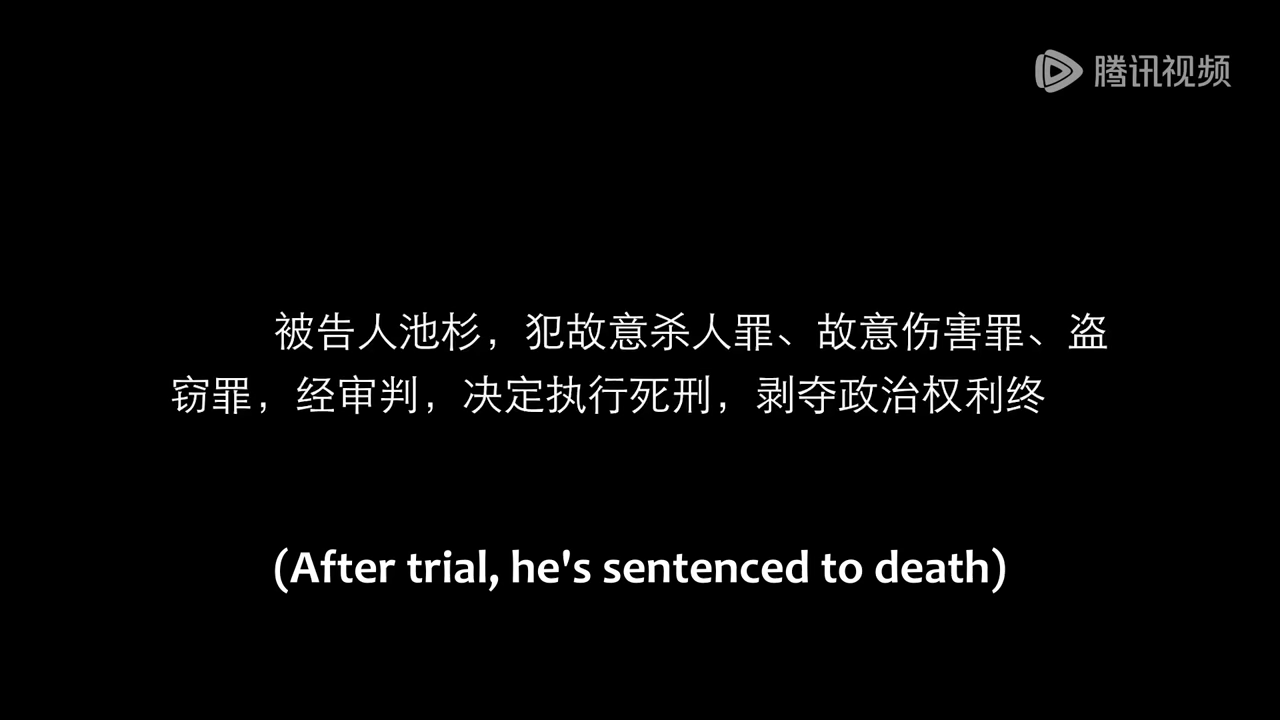 腾讯视频
被告人池杉，犯故意杀人罪、故意伤害罪、盗
窃罪，经审判，决定执行死刑，剥夺政治权利终
(After trial, he's sentenced to death)